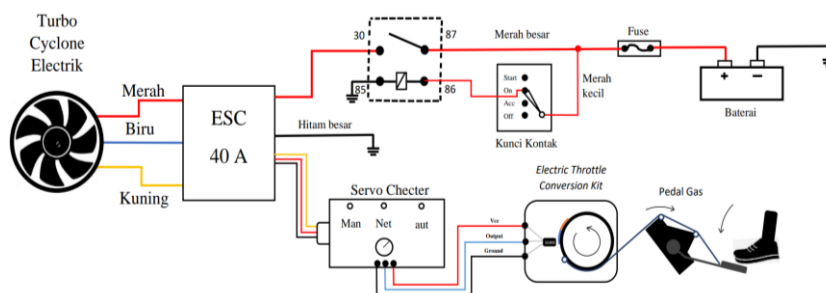 Turbo
Cyclone
Electrik
Merah
Biru
Kuning
ESC
40 A
Hitam besar
30
87
85
86
Merah besar
Fuse
Merah
kecil
Start
On
Acc
Off
Kunci Kontak
+
−
Baterai
Servo Checter
Man
Net
aut
Vcc
Output
Ground
Electric Throttle
Conversion Kit
Pedal Gas